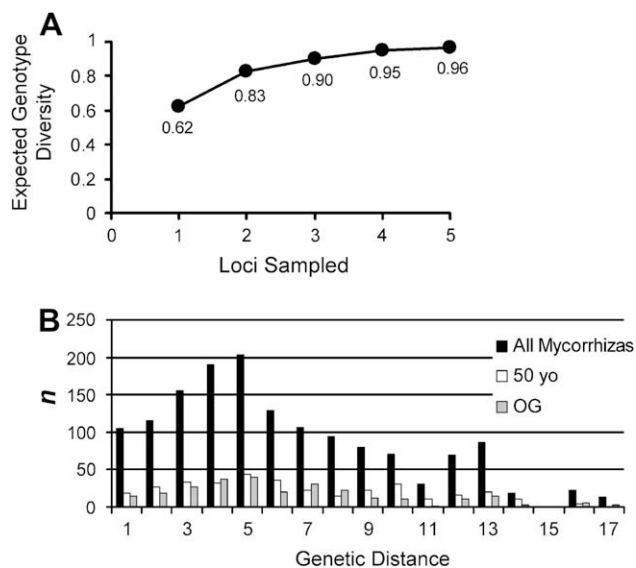 A
Expected Genotype
Diversity
1
0.8
0.6
0.4
0.2
0
0.62
0.83
0.90
0.95
0.96
0 1 2 3 4 5
Loci Sampled
B
n
250
200
150
100
50
0
All Mycorrhizas
50 yo
OG
1 3 5 7 9 11 13 15 17
Genetic Distance